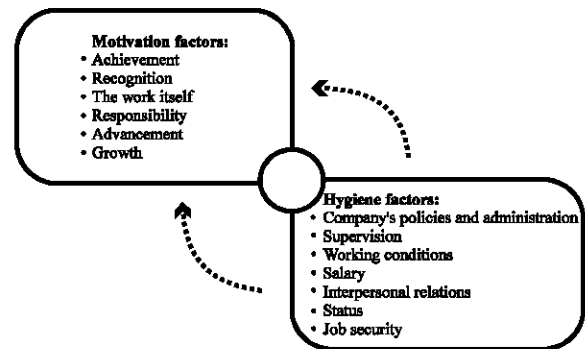 Motivation factors:
• Achievement
• Recognition
• The work itself
• Responsibility
• Advancement
• Growth
Hygiene factors:
• Company's policies and administration
• Supervision
• Working conditions
• Salary
• Interpersonal relations
• Status
• Job security